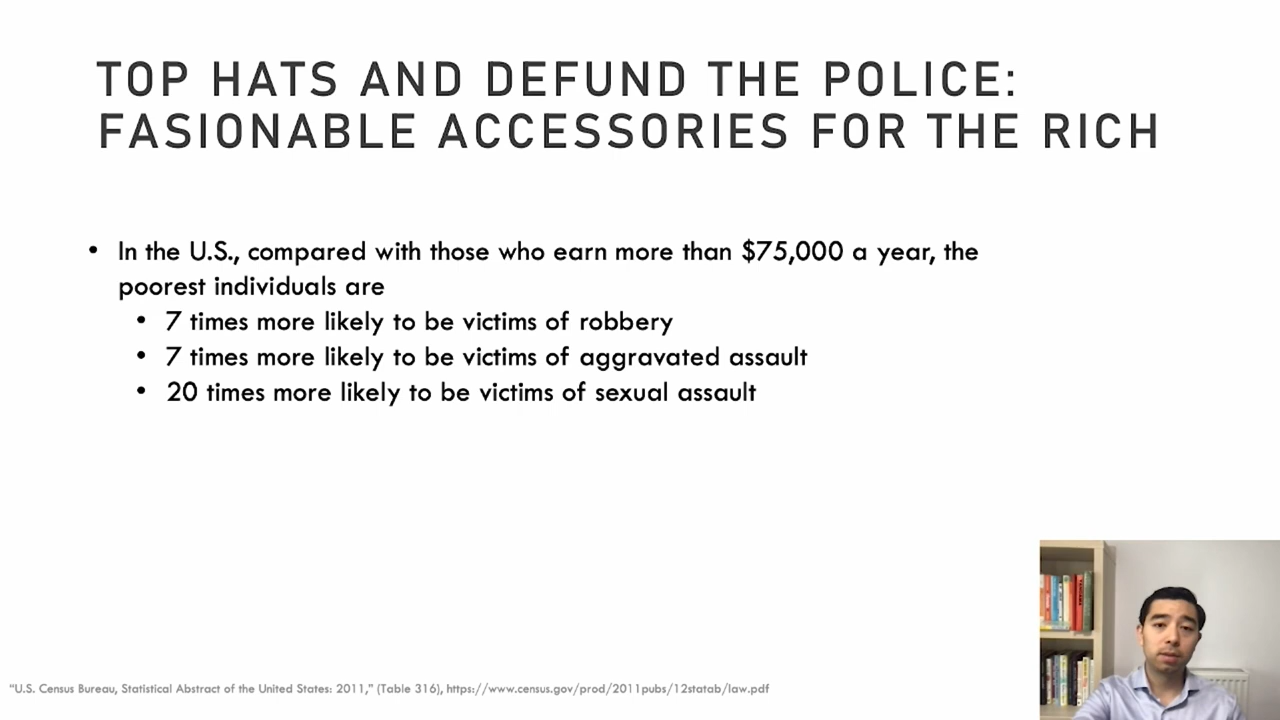 TOP HATS AND DEFUND THE POLICE:
FASIONABLE ACCESSORIES FOR THE RICH
• In the U.S., compared with those who earn more than $75,000 a year, the
poorest individuals are
• 7 times more likely to be victims of robbery
• 7 times more likely to be victims of aggravated assault
• 20 times more likely to be victims of sexual assault
"U.S. Census Bureau, Statistical Abstract of the United States: 2011," (Table 316), https://www.census.gov/prod/2011pubs/12statab/law.pdf